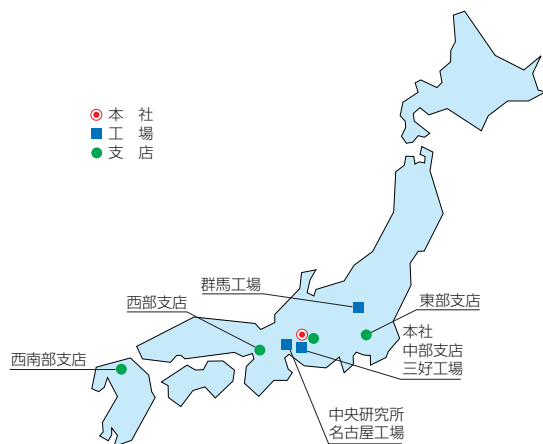 本　社
工　場
支　店
群馬工場
西部支店
東部支店
本社
中部支店
三好工場
西南部支店
中央研究所
名古屋工場